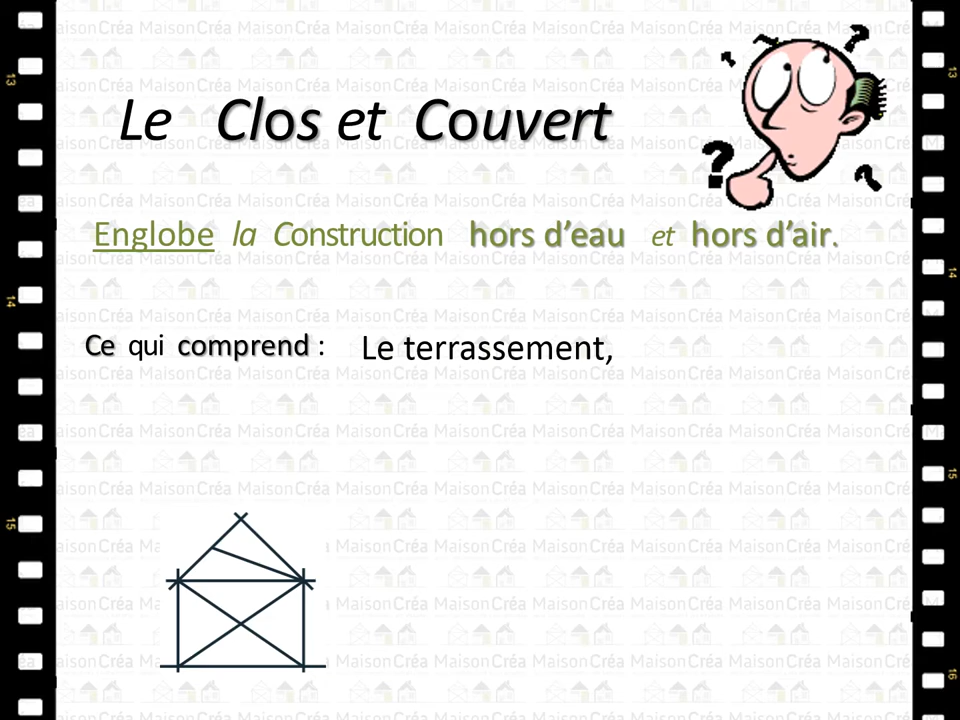 Le Clos et Couvert
Englobe la Construction hors d'eau et hors d'air.
Ce qui comprend : Le terrassement,